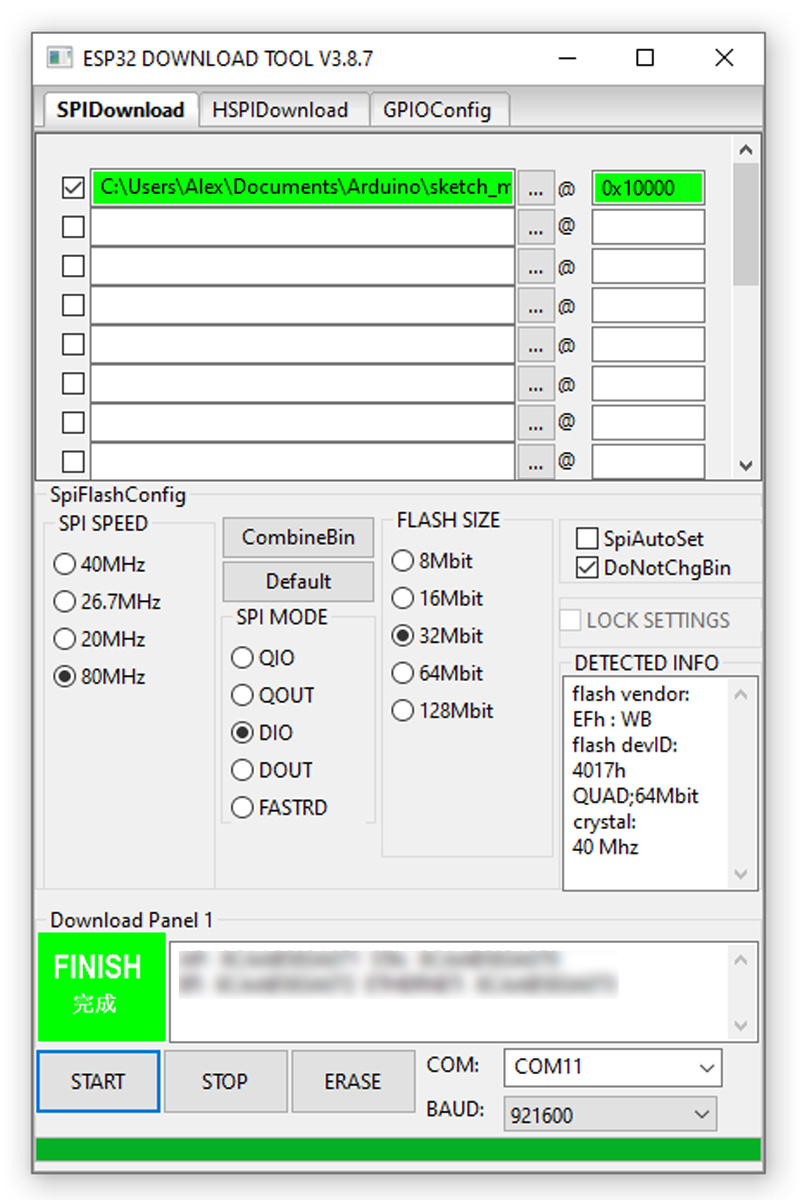 ESP32 DOWNLOAD TOOL V3.8.7
SPIDownload HSPIDownload GPIOConfig
C:\Users\Alex\Documents\Arduino\sketch_m ... @ 0x10000
... @
... @
... @
... @
... @
... @
... @
SpiFlashConfig
SPI SPEED
40MHz
26.7MHz
20MHz
80MHz
CombineBin
Default
SPI MODE
QIO
QOUT
DIO
DOUT
FASTRD
FLASH SIZE
8Mbit
16Mbit
32Mbit
64Mbit
128Mbit
SpiAutoSet
DoNotChgBin
LOCK SETTINGS
DETECTED INFO
flash vendor:
EFh : WB
flash devID:
4017h
QUAD;64Mbit
crystal:
40 Mhz
Download Panel 1
FINISH
完成
START STOP ERASE
COM: COM11
BAUD: 921600